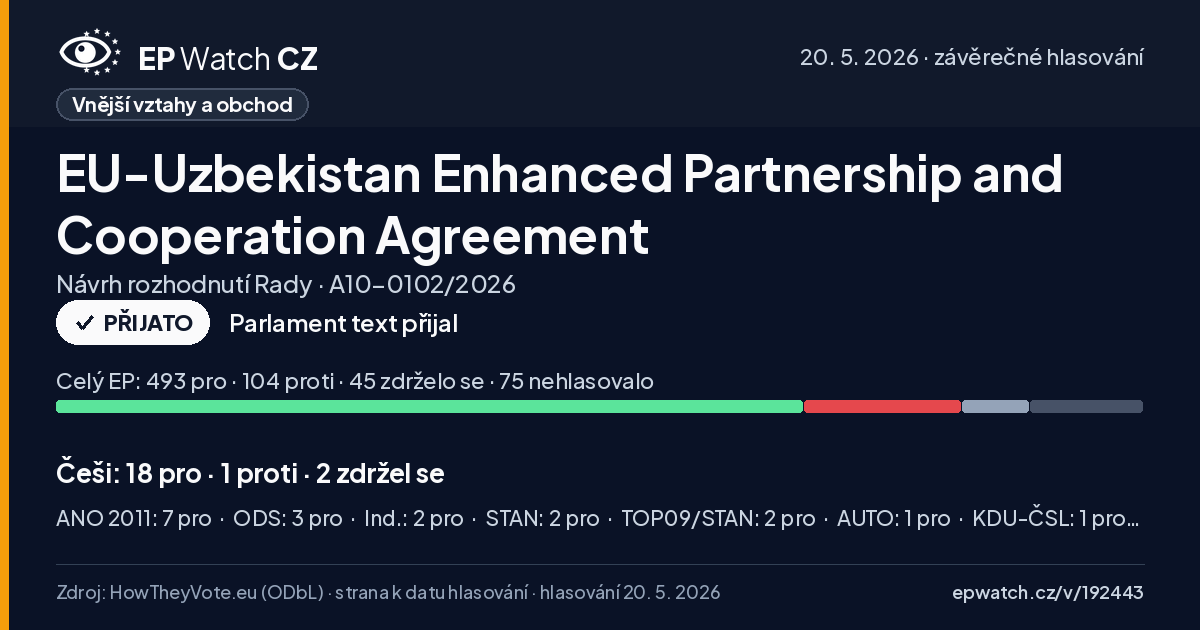 EP Watch CZ
20. 5. 2026 · závěrečné hlasování
Vnější vztahy a obchod
EU–Uzbekistan Enhanced Partnership and
Cooperation Agreement
Návrh rozhodnutí Rady · A10–0102/2026
✓ PŘIJATO Parlament text přijal
Celý EP: 493 pro · 104 proti · 45 zdrželo se · 75 nehlasovalo
Češi: 18 pro · 1 proti · 2 zdržel se
ANO 2011: 7 pro · ODS: 3 pro · Ind.: 2 pro · STAN: 2 pro · TOP09/STAN: 2 pro · AUTO: 1 pro · KDU-ČSL: 1 pro…
Zdroj: HowTheyVote.eu (ODbL) · strana k datu hlasování · hlasování 20. 5. 2026
epwatch.cz/v/192443